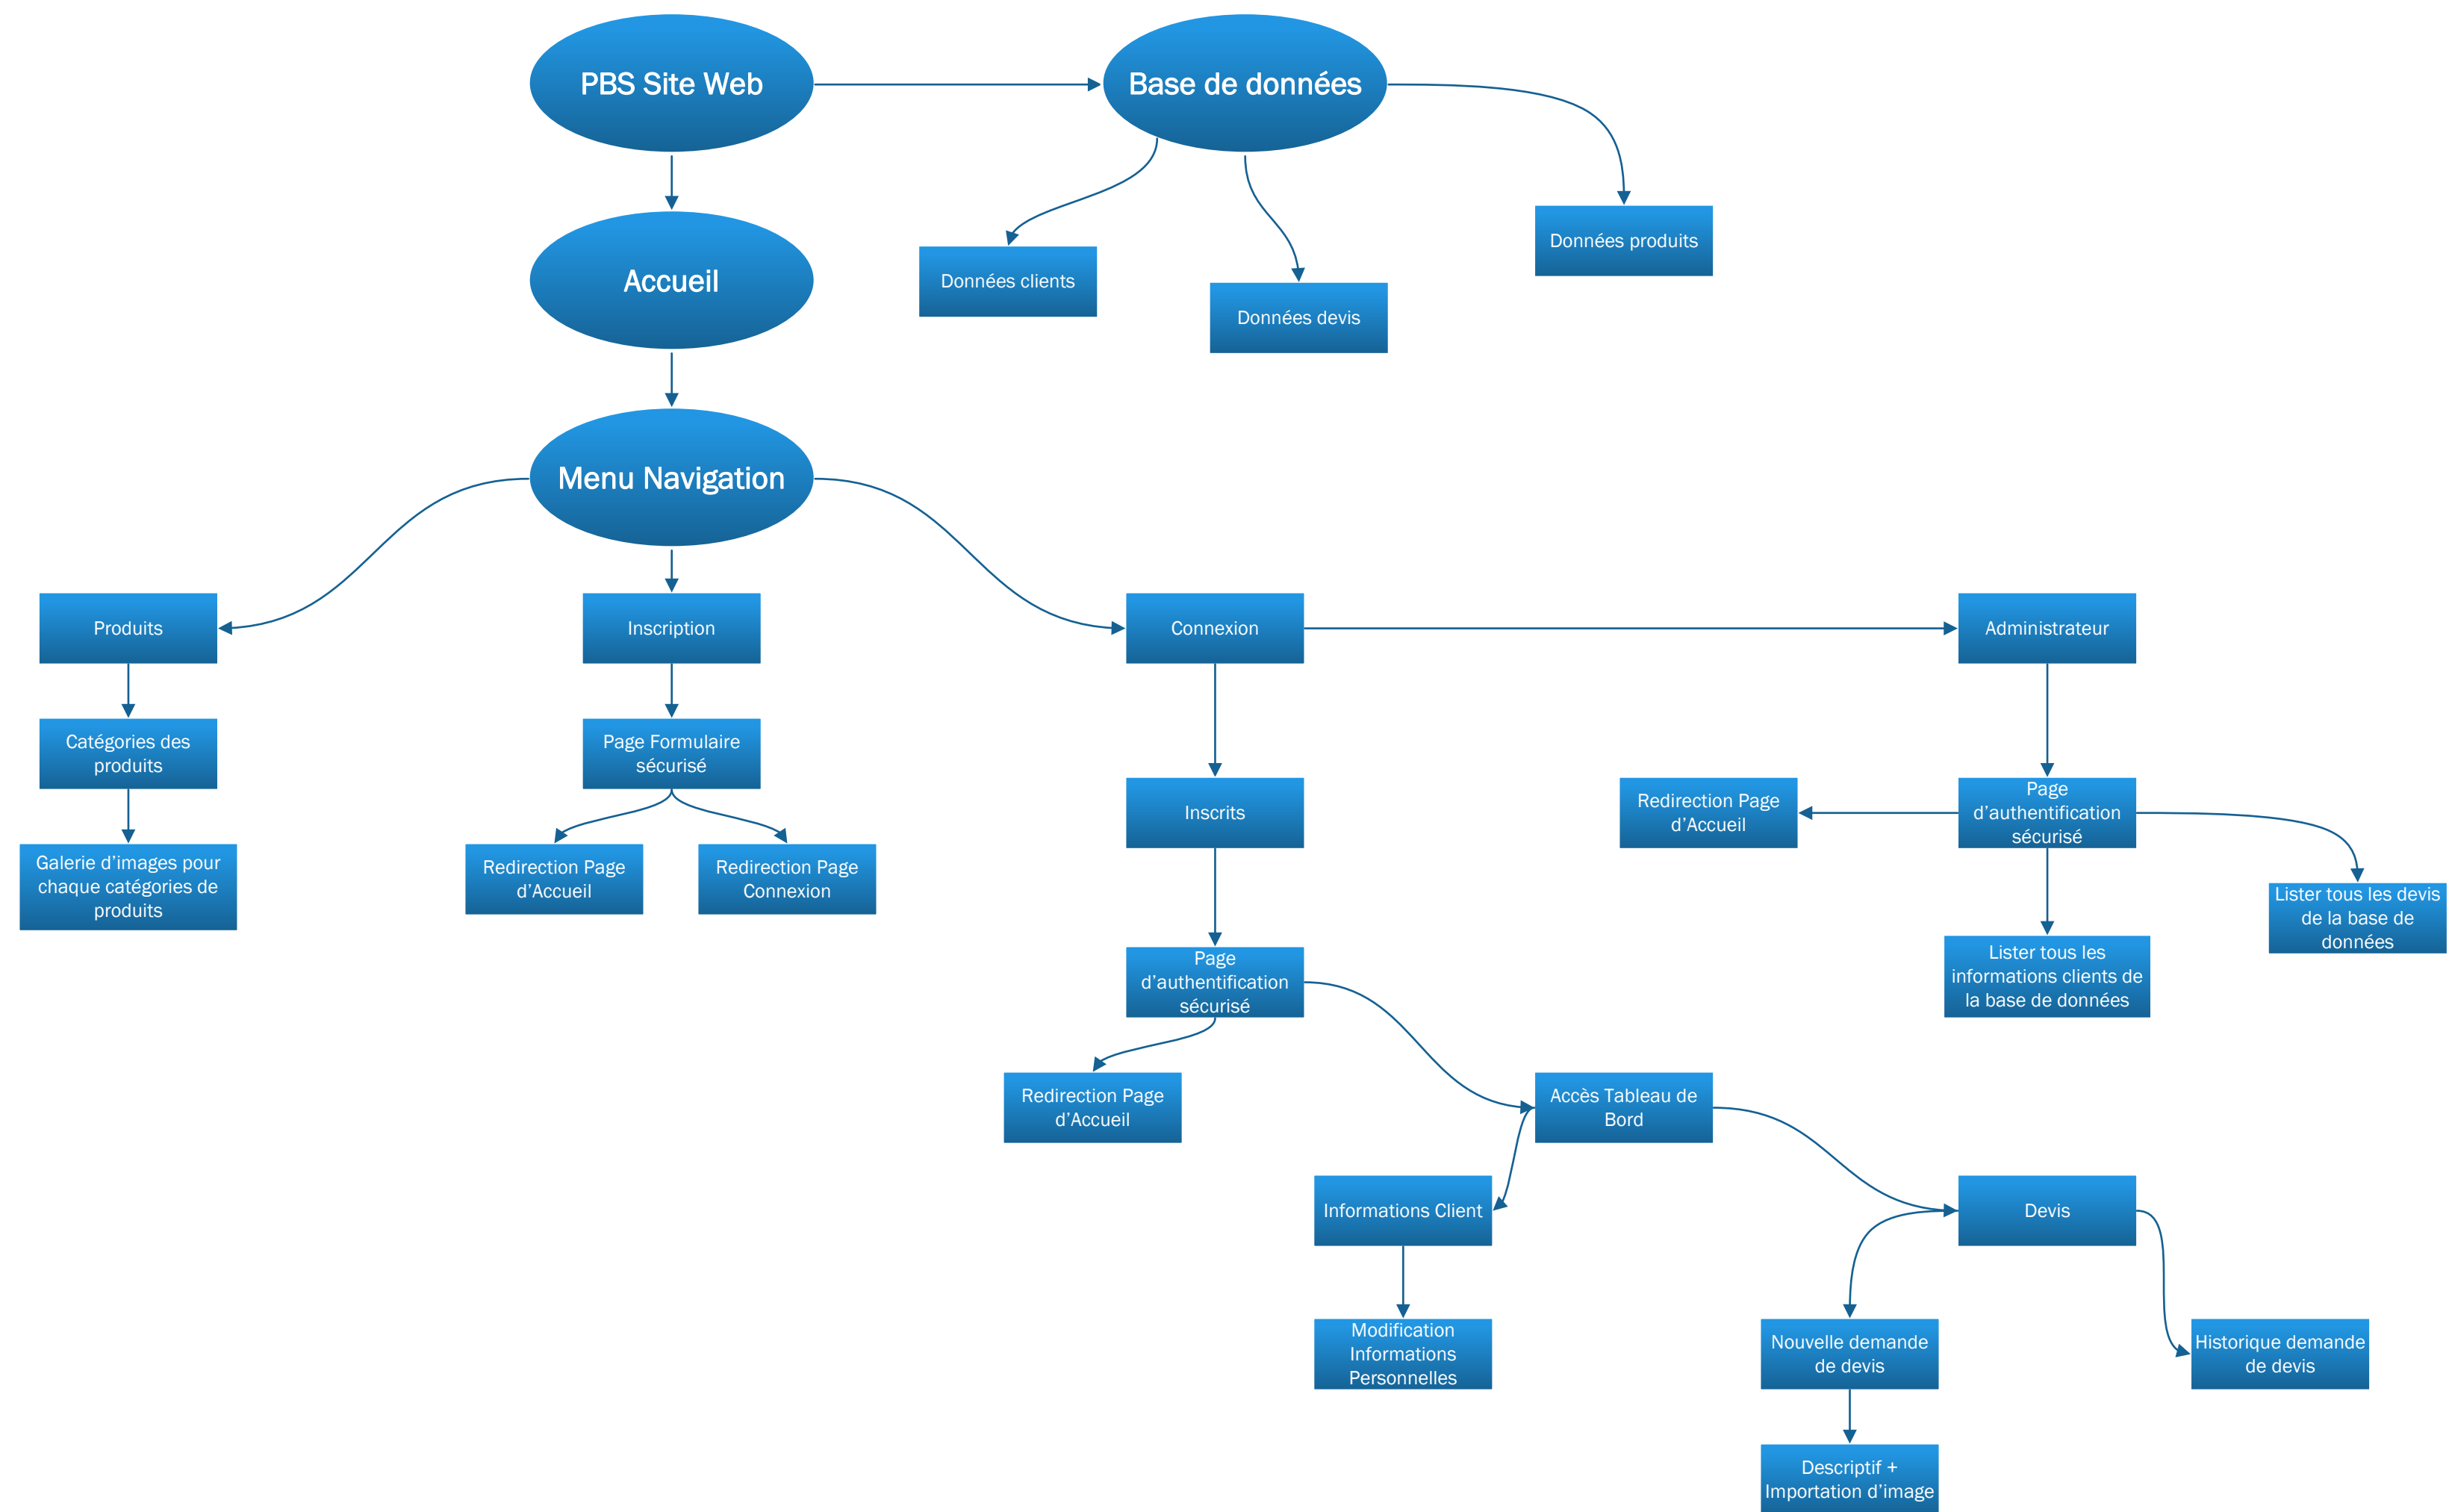 PBS Site Web
Base de données
Données produits
Accueil
Données clients
Données devis
Menu Navigation
Produits
Inscription
Connexion
Administrateur
Catégories des
produits
Page Formulaire
sécurisé
Inscrits
Redirection Page
d’Accueil
Page
d’authentification
sécurisé
Galerie d’images pour
chaque catégories de
produits
Redirection Page
d’Accueil
Redirection Page
Connexion
Lister tous les devis
de la base de
données
Lister tous les
informations clients de
la base de données
Page
d’authentification
sécurisé
Redirection Page
d’Accueil
Accès Tableau de
Bord
Informations Client
Devis
Modification
Informations
Personnelles
Nouvelle demande
de devis
Historique demande
de devis
Descriptif +
Importation d’image